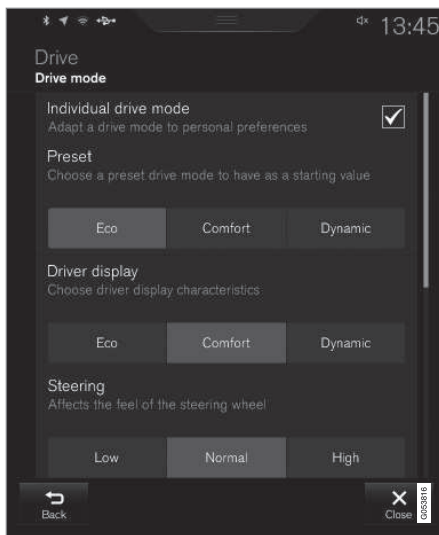 13:45
Drive
Drive mode
Individual drive mode
Adapt a drive mode to personal preferences
Preset
Choose a preset drive mode to have as a starting value
Eco Comfort Dynamic
Driver display
Choose driver display characteristics
Eco Comfort Dynamic
Steering
Affects the feel of the steering wheel
Low Normal High
Back Close
G053816